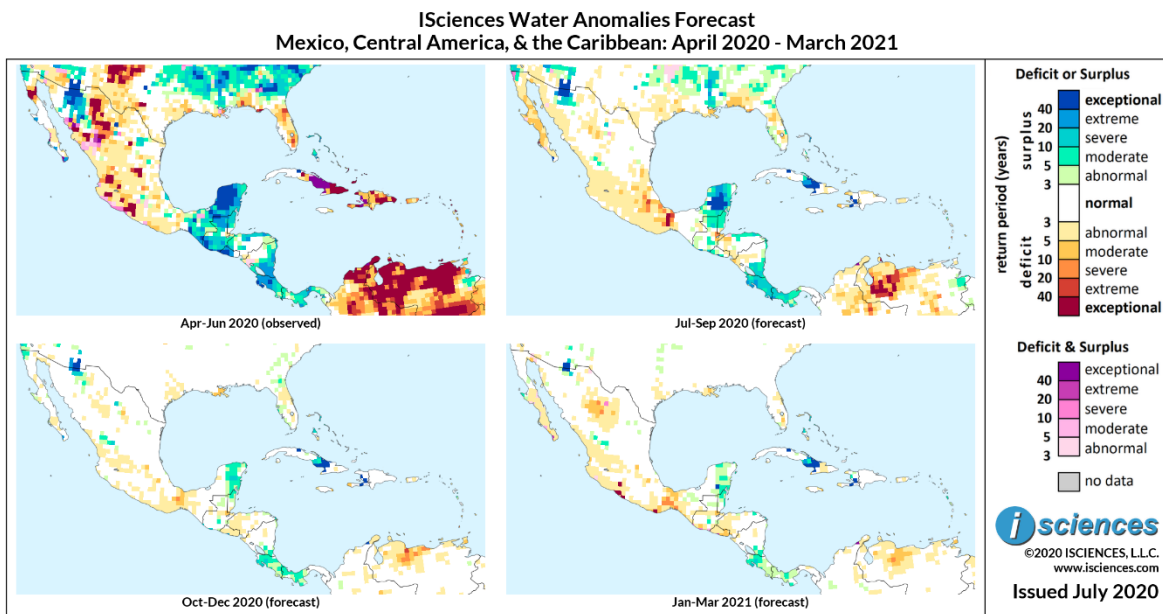 ISciences Water Anomalies Forecast
Mexico, Central America, & the Caribbean: April 2020 - March 2021
Apr-Jun 2020 (observed)
Jul-Sep 2020 (forecast)
Oct-Dec 2020 (forecast)
Jan-Mar 2021 (forecast)
Deficit or Surplus
return period (years)
surplus
deficit
exceptional
40
extreme
20
severe
10
moderate
5
abnormal
3
normal
3
abnormal
5
moderate
10
severe
20
extreme
40
exceptional
Deficit & Surplus
exceptional
40
extreme
20
severe
10
moderate
5
abnormal
3
no data
i sciences
©2020 ISCIENCES, L.L.C.
www.isciences.com
Issued July 2020